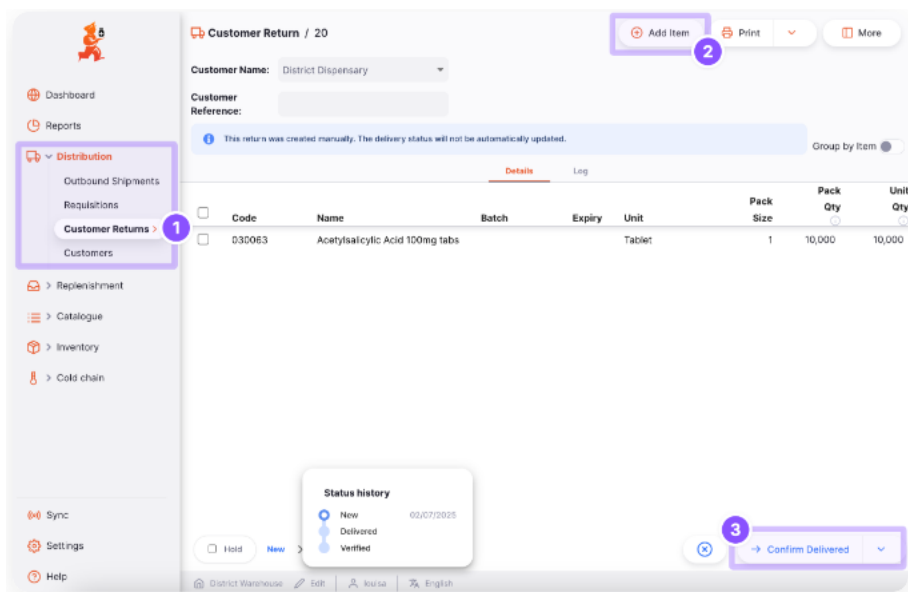 Customer Return / 20
Add Item
Print
More
2
Customer Name: District Dispensary
Customer
Reference:
This return was created manually. The delivery status will not be automatically updated.
Group by Item
Details
Log
Dashboard
Reports
Distribution
Outbound Shipments
Requisitions
Customer Returns >
1
Customers
> Replenishment
> Catalogue
> Inventory
> Cold chain
Code Name Batch Expiry Unit Pack Size Pack Qty Unit Qty
030063 Acetylsalicylic Acid 100mg tabs Tablet 1 10,000 10,000
Status history
New 02/07/2025
Delivered
Verified
3
Hold
New
Confirm Delivered
Sync
Settings
Help
District Warehouse Edit louisa English